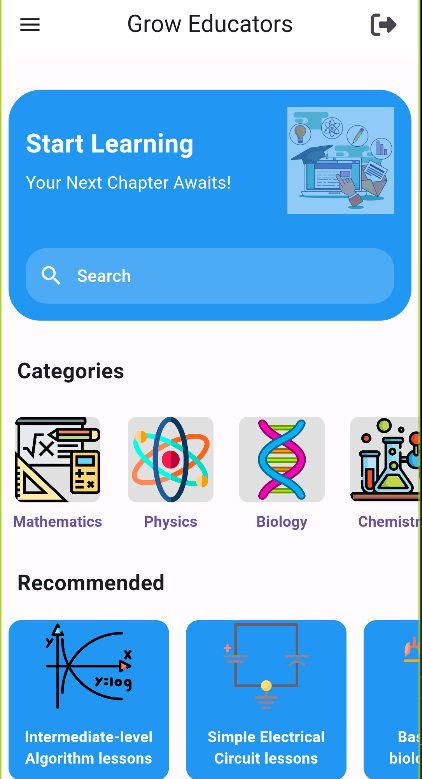 Grow Educators
Start Learning
Your Next Chapter Awaits!
Search
Categories
√x
Mathematics
Physics
Biology
Chemistr
Recommended
y
x
y=log
Intermediate-level
Algorithm lessons
Simple Electrical
Circuit lessons
Bas
biolo